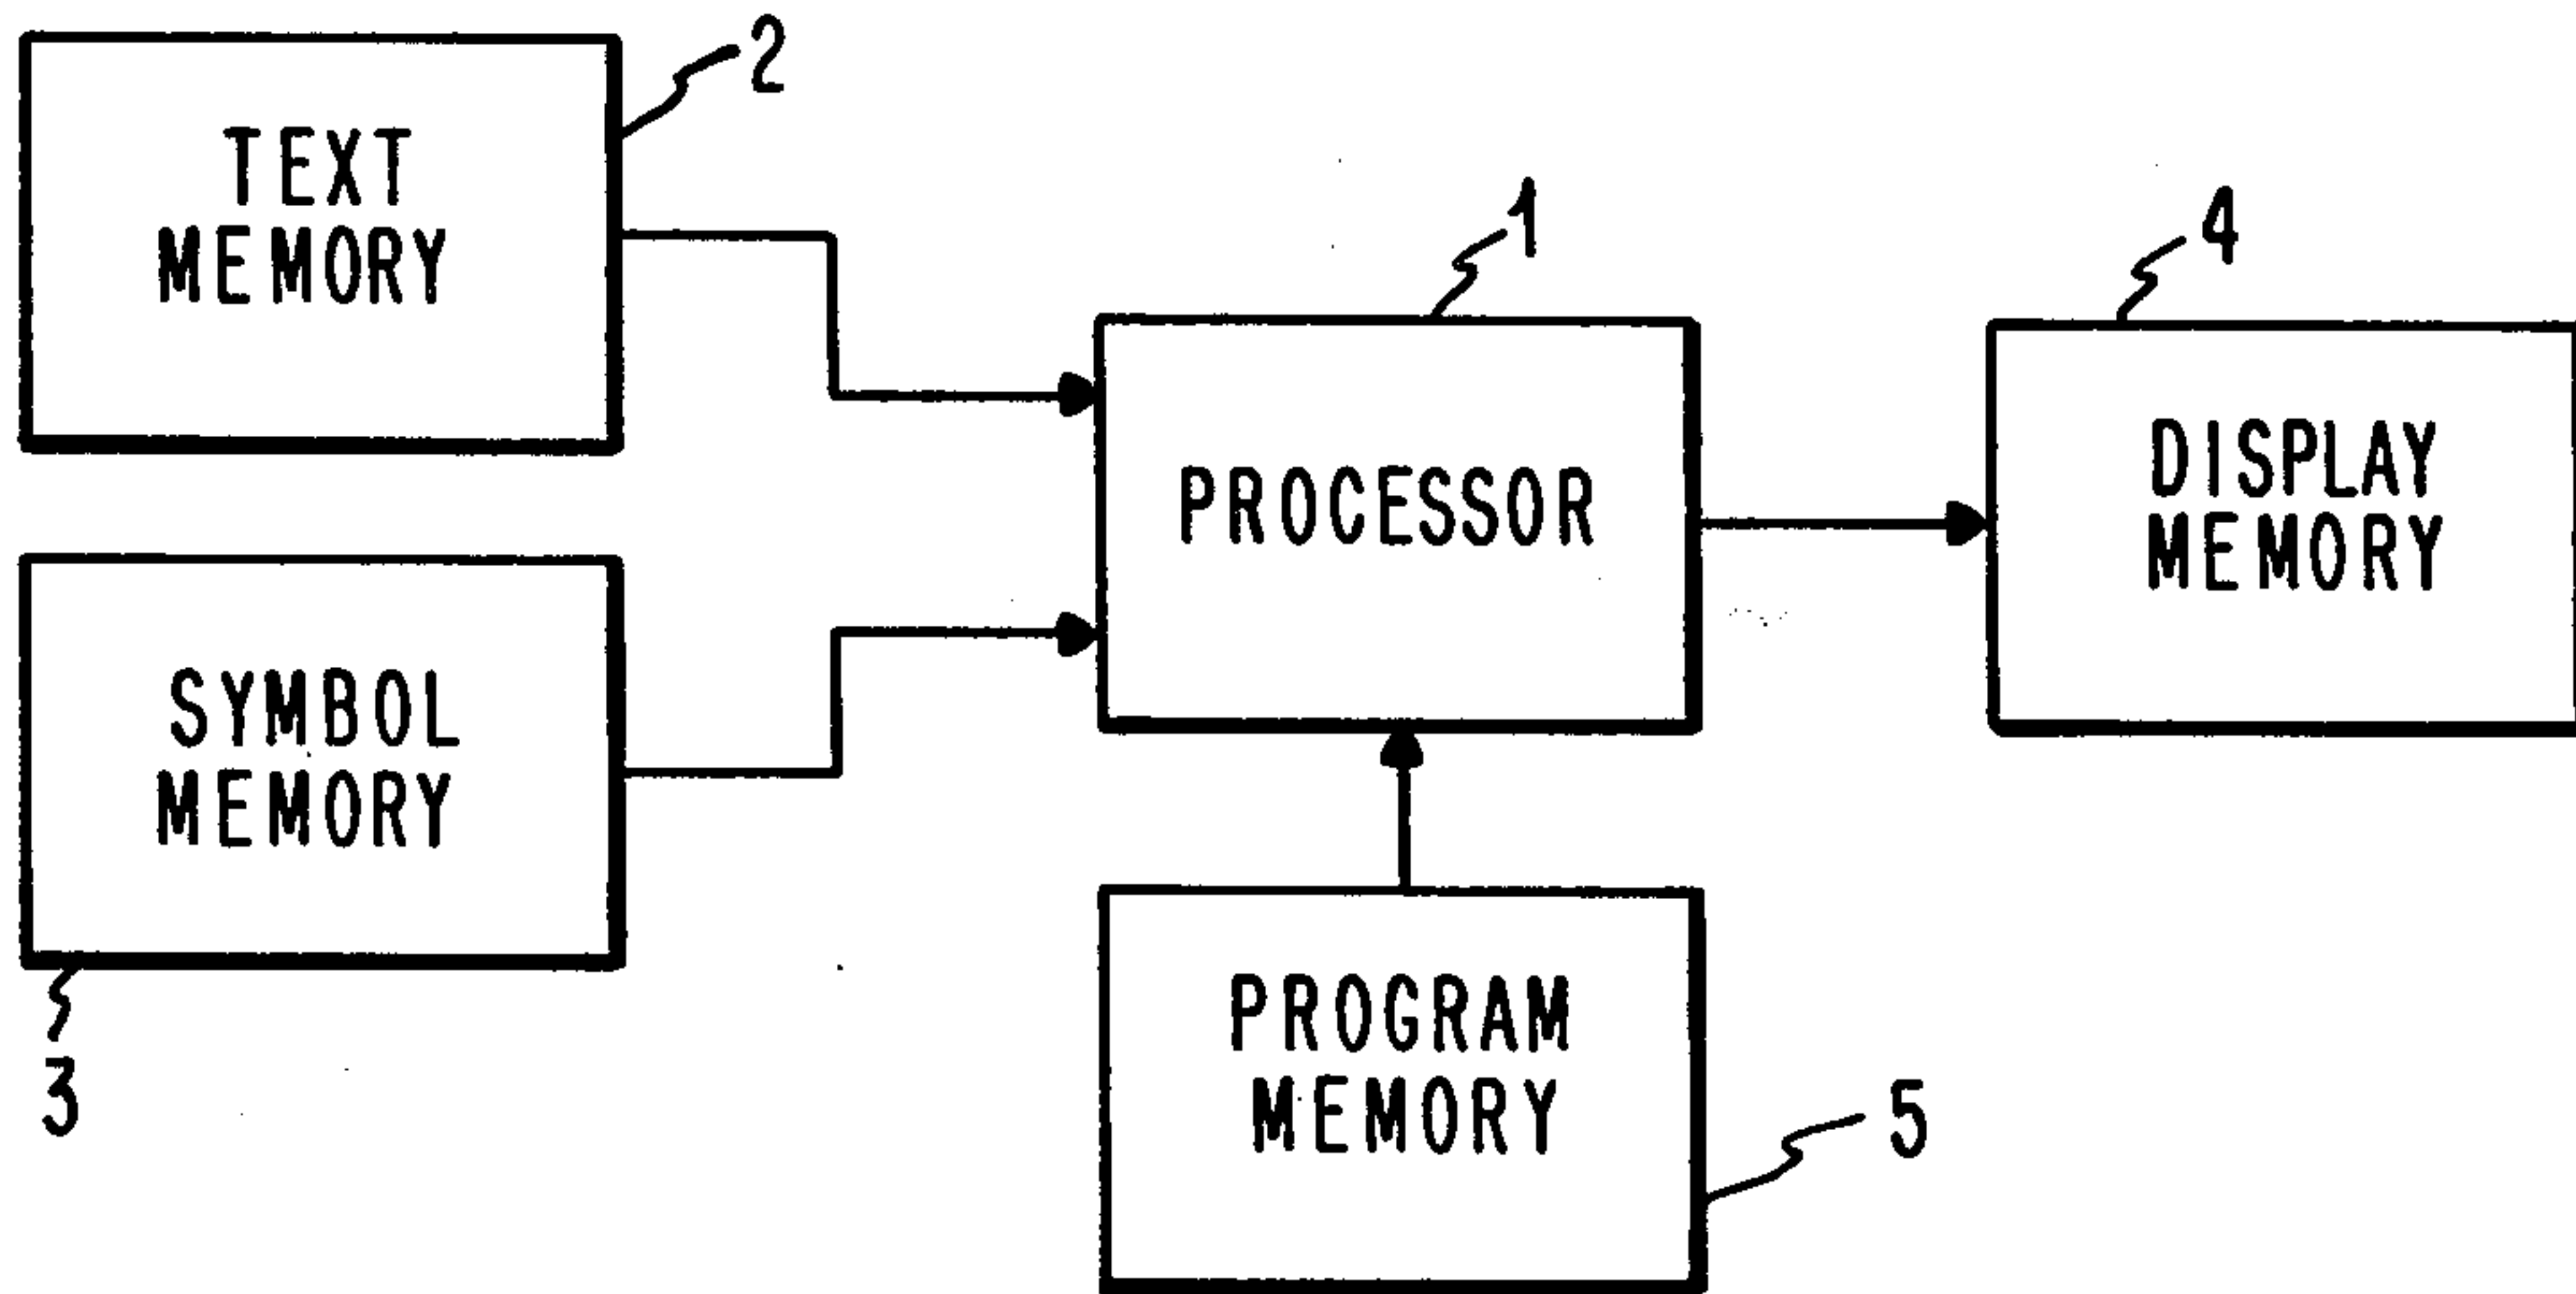 2
TEXT
MEMORY
1
4
PROCESSOR
DISPLAY
MEMORY
SYMBOL
MEMORY
3
PROGRAM
MEMORY
5